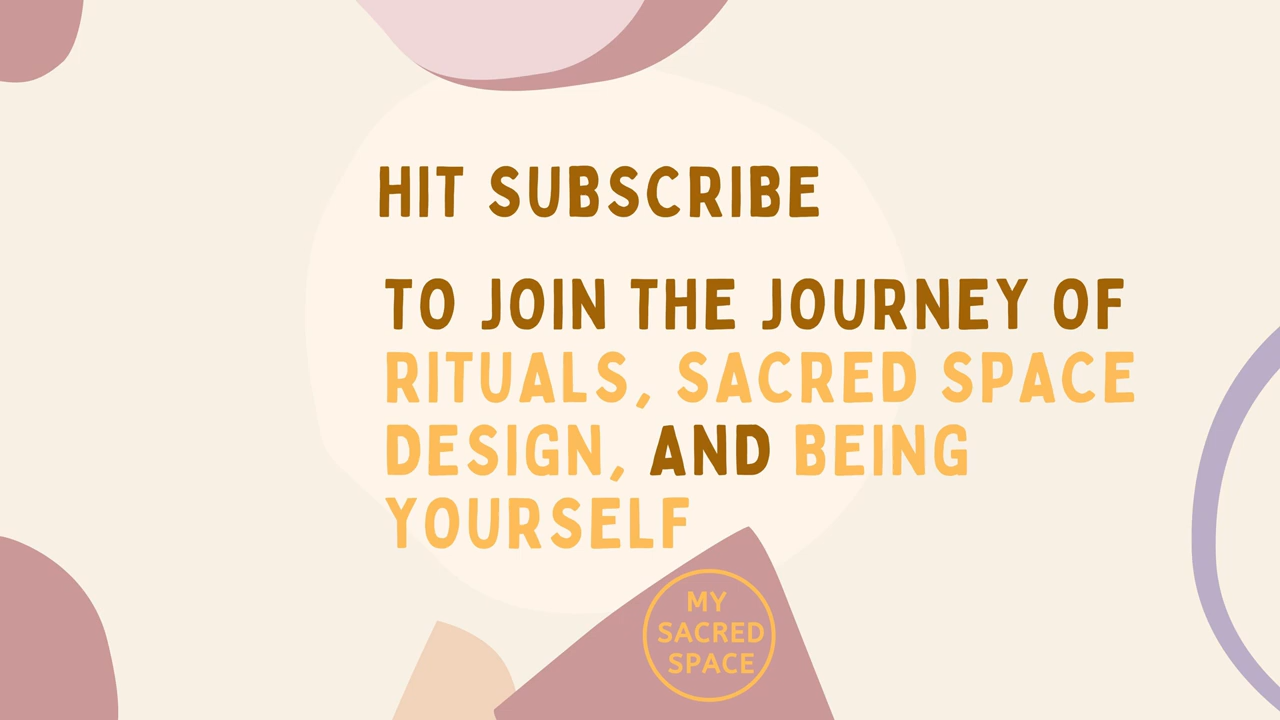 HIT SUBSCRIBE
TO JOIN THE JOURNEY OF
RITUALS, SACRED SPACE
DESIGN, AND BEING
YOURSELF
MY
SACRED
SPACE